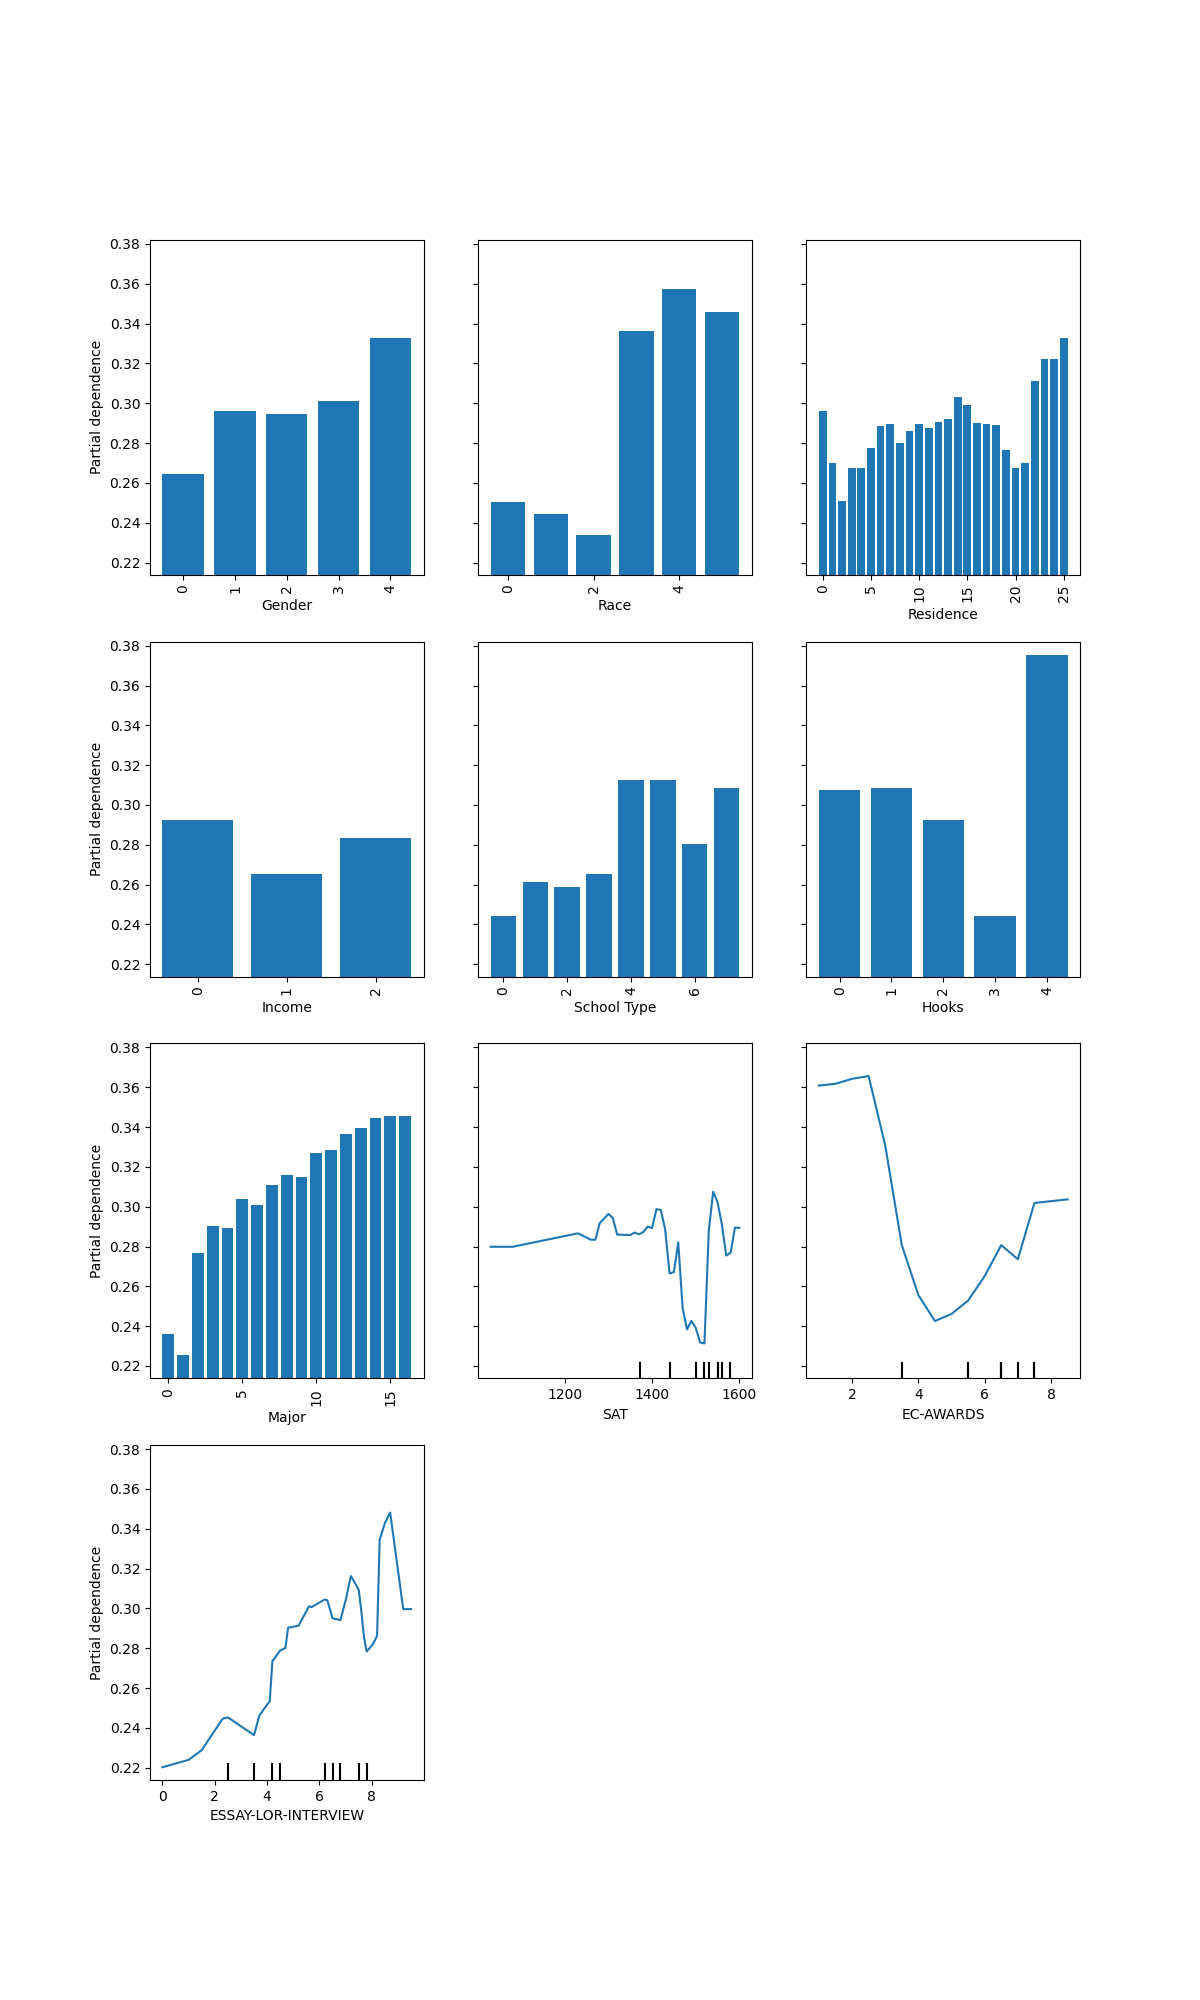 0.38
0.36
0.34
0.32
0.30
0.28
0.26
0.24
0.22
Partial dependence
0 1 2 3 4
Gender
0 2 4
Race
0 5 10 15 20 25
Residence
0.38
0.36
0.34
0.32
0.30
0.28
0.26
0.24
0.22
Partial dependence
0 1 2
Income
0 2 4 6
School Type
0 1 2 3 4
Hooks
0.38
0.36
0.34
0.32
0.30
0.28
0.26
0.24
0.22
Partial dependence
0 5 10 15
Major
1200 1400 1600
SAT
2 4 6 8
EC-AWARDS
0.38
0.36
0.34
0.32
0.30
0.28
0.26
0.24
0.22
Partial dependence
0 2 4 6 8
ESSAY-LOR-INTERVIEW